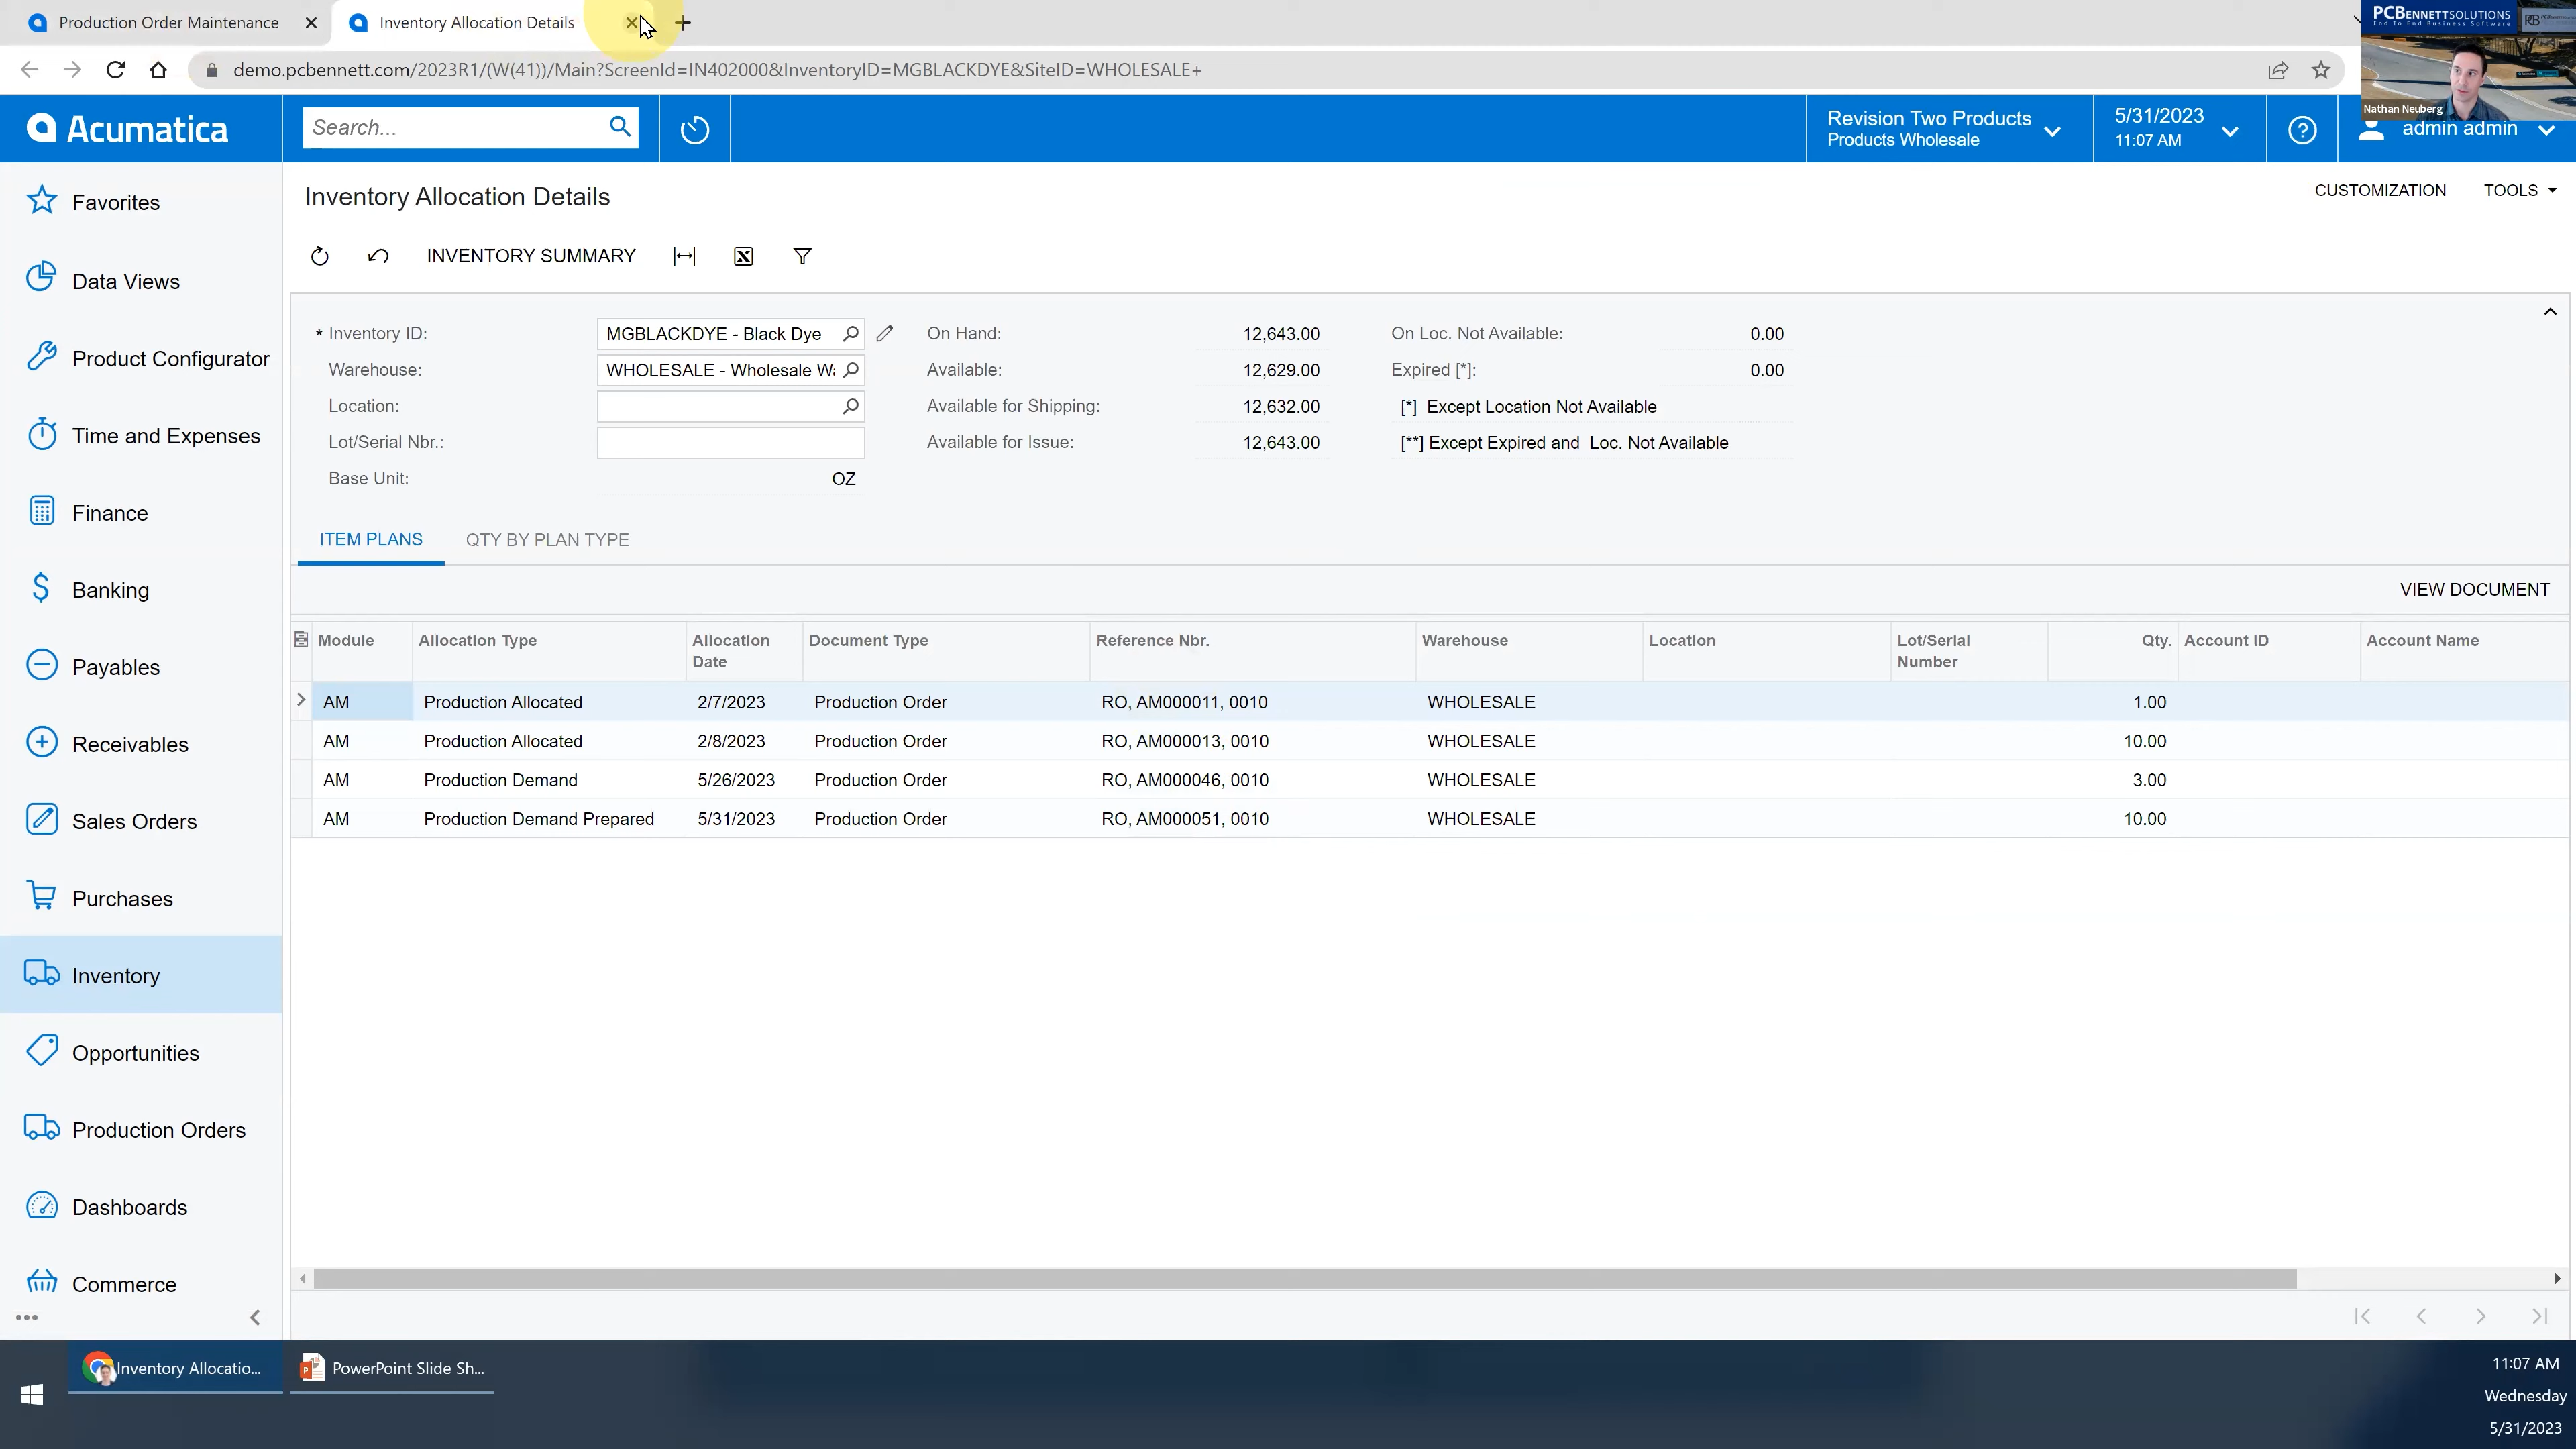 Production Order Maintenance
Inventory Allocation Details
demo.pcbennett.com/2023R1/(W(41))/Main?ScreenId=IN402000&InventoryID=MGBLACKDYE&SiteID=WHOLESALE+
PCBENNETTSOLUTIONS
End To End Business Software
Nathan Neuberg
Acumatica
Search...
Revision Two Products
Products Wholesale
5/31/2023
11:07 AM
admin admin
Favorites
Data Views
Product Configurator
Time and Expenses
Finance
Banking
Payables
Receivables
Sales Orders
Purchases
Inventory
Opportunities
Production Orders
Dashboards
Commerce
Inventory Allocation Details
CUSTOMIZATION TOOLS
INVENTORY SUMMARY
* Inventory ID: MGBLACKDYE - Black Dye On Hand: 12,643.00 On Loc. Not Available: 0.00
Warehouse: WHOLESALE - Wholesale Wa Available: 12,629.00 Expired [*]: 0.00
Location: Available for Shipping: 12,632.00 [*] Except Location Not Available
Lot/Serial Nbr.: Available for Issue: 12,643.00 [**] Except Expired and Loc. Not Available
Base Unit: OZ
ITEM PLANS QTY BY PLAN TYPE
VIEW DOCUMENT
Module Allocation Type Allocation Date Document Type Reference Nbr. Warehouse Location Lot/Serial Number Qty. Account ID Account Name
AM Production Allocated 2/7/2023 Production Order RO, AM000011, 0010 WHOLESALE 1.00
AM Production Allocated 2/8/2023 Production Order RO, AM000013, 0010 WHOLESALE 10.00
AM Production Demand 5/26/2023 Production Order RO, AM000046, 0010 WHOLESALE 3.00
AM Production Demand Prepared 5/31/2023 Production Order RO, AM000051, 0010 WHOLESALE 10.00
Inventory Allocatio...
PowerPoint Slide Sh...
11:07 AM
Wednesday
5/31/2023